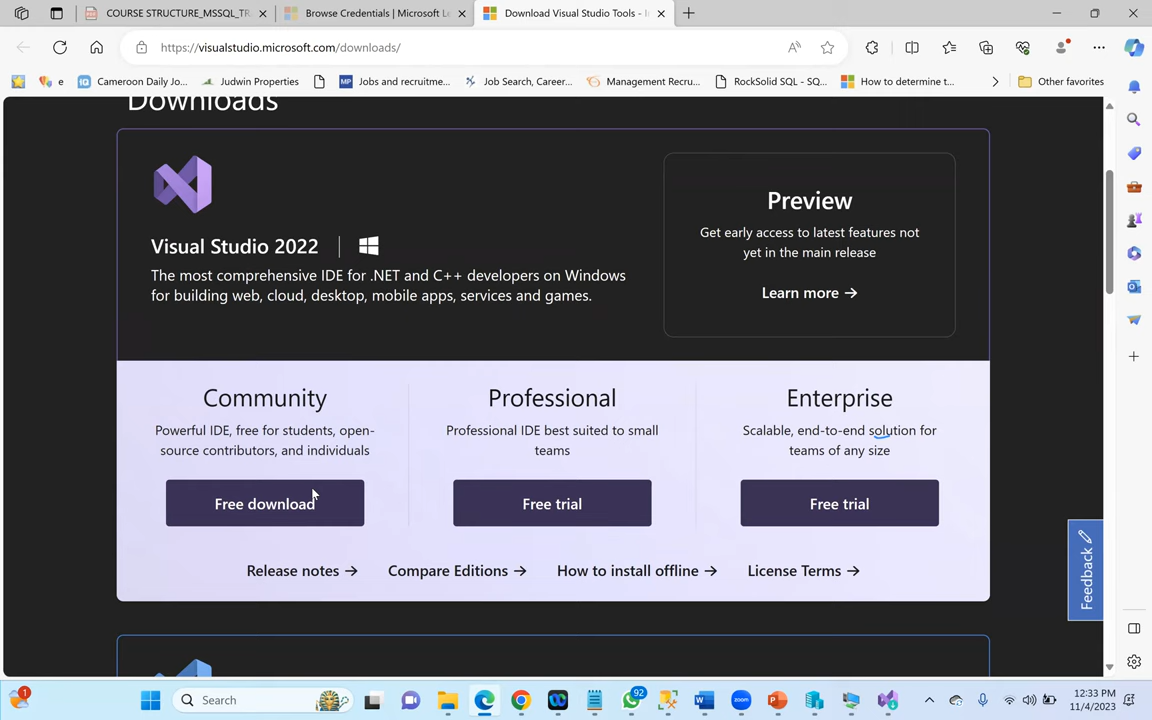 COURSE STRUCTURE_MSSQL_TR
Browse Credentials | Microsoft Le
Download Visual Studio Tools - I
https://visualstudio.microsoft.com/downloads/
e
Cameroon Daily Jo...
Judwin Properties
MP
Jobs and recruitme...
Job Search, Career...
Management Recru...
RockSolid SQL - SQ...
How to determine t...
Other favorites
Downloads
Visual Studio 2022
The most comprehensive IDE for .NET and C++ developers on Windows
for building web, cloud, desktop, mobile apps, services and games.
Preview
Get early access to latest features not
yet in the main release
Learn more →
Community
Powerful IDE, free for students, open-
source contributors, and individuals
Free download
Professional
Professional IDE best suited to small
teams
Free trial
Enterprise
Scalable, end-to-end solution for
teams of any size
Free trial
Release notes →
Compare Editions →
How to install offline →
License Terms →
Feedback
1
Search
92
12:33 PM
11/4/2023